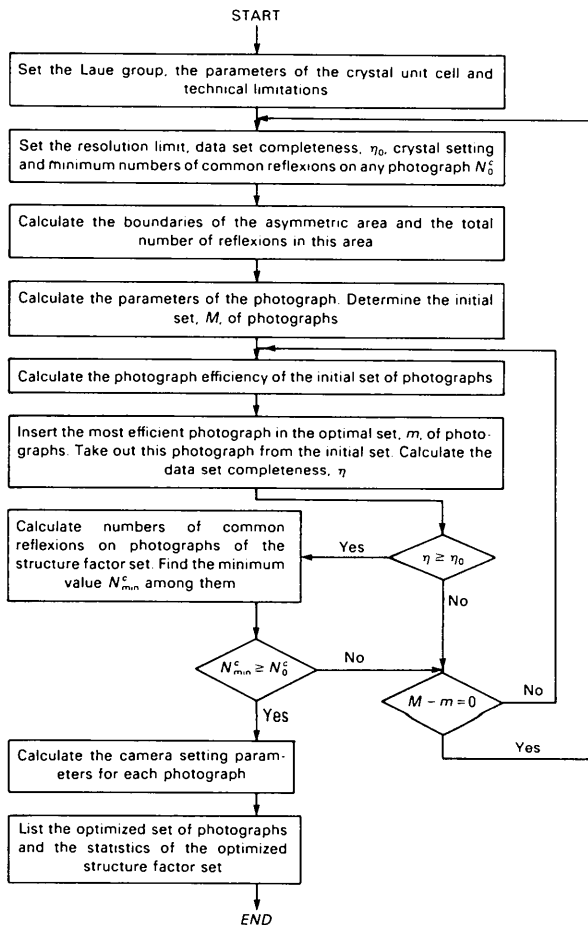 START
Set the Laue group, the parameters of the crystal unit cell and
technical limitations
Set the resolution limit, data set completeness, η₀, crystal setting
and minimum numbers of common reflexions on any photograph N₀ᶜ
Calculate the boundaries of the asymmetric area and the total
number of reflexions in this area
Calculate the parameters of the photograph. Determine the initial
set, M, of photographs
Calculate the photograph efficiency of the initial set of photographs
Insert the most efficient photograph in the optimal set, m, of photo-
graphs. Take out this photograph from the initial set. Calculate the
data set completeness, η
Calculate numbers of common
reflexions on photographs of the
structure factor set. Find the minimum
value Nᶜmin among them
Yes
η ≥ η₀
No
Nᶜmin ≥ N₀ᶜ
No
M − m = 0
No
Yes
Yes
Calculate the camera setting param-
eters for each photograph
List the optimized set of photographs
and the statistics of the optimized
structure factor set
END